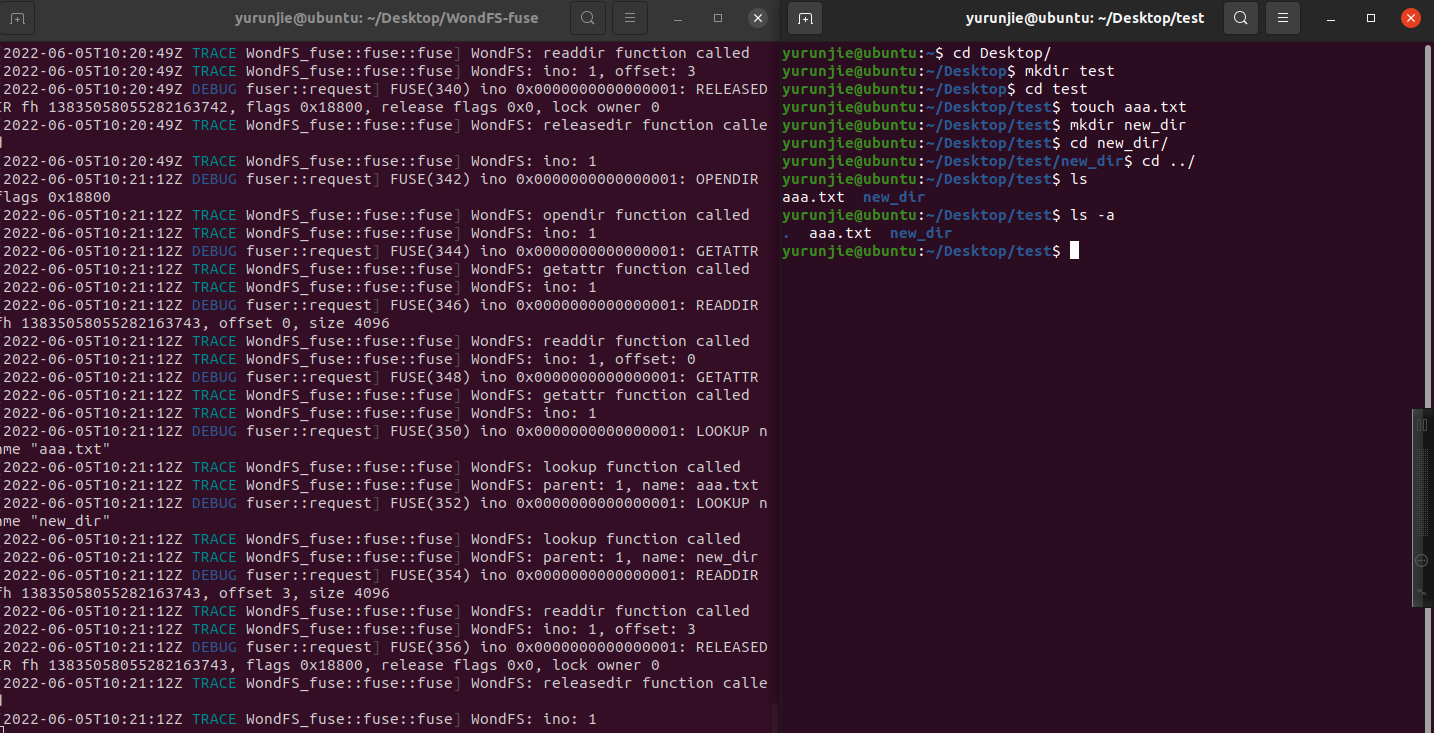 yurunjie@ubuntu: ~/Desktop/WondFS-fuse
2022-06-05T10:20:49Z TRACE WondFS_fuse::fuse::fuse] WondFS: readdir function called
2022-06-05T10:20:49Z TRACE WondFS_fuse::fuse::fuse] WondFS: ino: 1, offset: 3
2022-06-05T10:20:49Z DEBUG fuser::request] FUSE(340) ino 0x0000000000000001: RELEASED
IR fh 13835058055282163742, flags 0x18800, release flags 0x0, lock owner 0
2022-06-05T10:20:49Z TRACE WondFS_fuse::fuse::fuse] WondFS: releasedir function calle
d
2022-06-05T10:20:49Z TRACE WondFS_fuse::fuse::fuse] WondFS: ino: 1
2022-06-05T10:21:12Z DEBUG fuser::request] FUSE(342) ino 0x0000000000000001: OPENDIR
flags 0x18800
2022-06-05T10:21:12Z TRACE WondFS_fuse::fuse::fuse] WondFS: opendir function called
2022-06-05T10:21:12Z TRACE WondFS_fuse::fuse::fuse] WondFS: ino: 1
2022-06-05T10:21:12Z DEBUG fuser::request] FUSE(344) ino 0x0000000000000001: GETATTR
2022-06-05T10:21:12Z TRACE WondFS_fuse::fuse::fuse] WondFS: getattr function called
2022-06-05T10:21:12Z TRACE WondFS_fuse::fuse::fuse] WondFS: ino: 1
2022-06-05T10:21:12Z DEBUG fuser::request] FUSE(346) ino 0x0000000000000001: READDIR
fh 13835058055282163743, offset 0, size 4096
2022-06-05T10:21:12Z TRACE WondFS_fuse::fuse::fuse] WondFS: readdir function called
2022-06-05T10:21:12Z TRACE WondFS_fuse::fuse::fuse] WondFS: ino: 1, offset: 0
2022-06-05T10:21:12Z DEBUG fuser::request] FUSE(348) ino 0x0000000000000001: GETATTR
2022-06-05T10:21:12Z TRACE WondFS_fuse::fuse::fuse] WondFS: getattr function called
2022-06-05T10:21:12Z TRACE WondFS_fuse::fuse::fuse] WondFS: ino: 1
2022-06-05T10:21:12Z DEBUG fuser::request] FUSE(350) ino 0x0000000000000001: LOOKUP n
ame "aaa.txt"
2022-06-05T10:21:12Z TRACE WondFS_fuse::fuse::fuse] WondFS: lookup function called
2022-06-05T10:21:12Z TRACE WondFS_fuse::fuse::fuse] WondFS: parent: 1, name: aaa.txt
2022-06-05T10:21:12Z DEBUG fuser::request] FUSE(352) ino 0x0000000000000001: LOOKUP n
ame "new_dir"
2022-06-05T10:21:12Z TRACE WondFS_fuse::fuse::fuse] WondFS: lookup function called
2022-06-05T10:21:12Z TRACE WondFS_fuse::fuse::fuse] WondFS: parent: 1, name: new_dir
2022-06-05T10:21:12Z DEBUG fuser::request] FUSE(354) ino 0x0000000000000001: READDIR
fh 13835058055282163743, offset 3, size 4096
2022-06-05T10:21:12Z TRACE WondFS_fuse::fuse::fuse] WondFS: readdir function called
2022-06-05T10:21:12Z TRACE WondFS_fuse::fuse::fuse] WondFS: ino: 1, offset: 3
2022-06-05T10:21:12Z DEBUG fuser::request] FUSE(356) ino 0x0000000000000001: RELEASED
IR fh 13835058055282163743, flags 0x18800, release flags 0x0, lock owner 0
2022-06-05T10:21:12Z TRACE WondFS_fuse::fuse::fuse] WondFS: releasedir function calle
d
2022-06-05T10:21:12Z TRACE WondFS_fuse::fuse::fuse] WondFS: ino: 1
yurunjie@ubuntu: ~/Desktop/test
yurunjie@ubuntu:~$ cd Desktop/
yurunjie@ubuntu:~/Desktop$ mkdir test
yurunjie@ubuntu:~/Desktop$ cd test
yurunjie@ubuntu:~/Desktop/test$ touch aaa.txt
yurunjie@ubuntu:~/Desktop/test$ mkdir new_dir
yurunjie@ubuntu:~/Desktop/test$ cd new_dir/
yurunjie@ubuntu:~/Desktop/test/new_dir$ cd ../
yurunjie@ubuntu:~/Desktop/test$ ls
aaa.txt  new_dir
yurunjie@ubuntu:~/Desktop/test$ ls -a
.  aaa.txt  new_dir
yurunjie@ubuntu:~/Desktop/test$